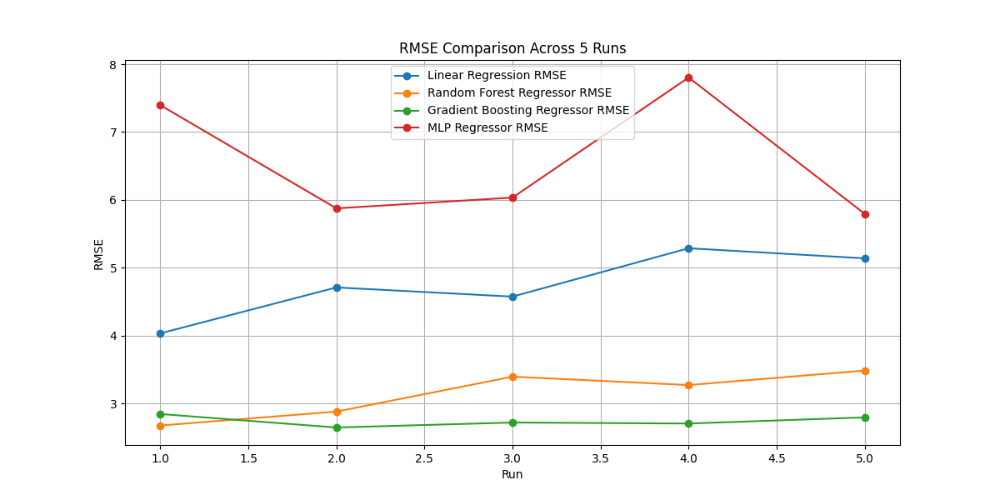 RMSE Comparison Across 5 Runs
Linear Regression RMSE
Random Forest Regressor RMSE
Gradient Boosting Regressor RMSE
MLP Regressor RMSE
RMSE
8
7
6
5
4
3
1.0 1.5 2.0 2.5 3.0 3.5 4.0 4.5 5.0
Run